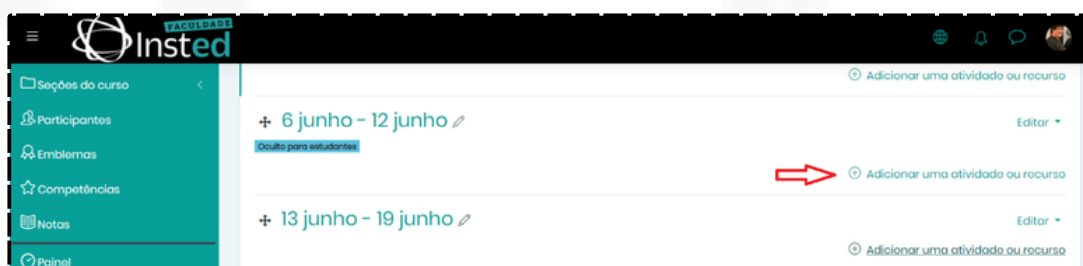 FACULDADE
Insted
Seções do curso
Participantes
Emblemas
Competências
Notas
Painel
Adicionar uma atividade ou recurso
6 junho - 12 junho
Editar
Oculto para estudantes
Adicionar uma atividade ou recurso
13 junho - 19 junho
Editar
Adicionar uma atividade ou recurso